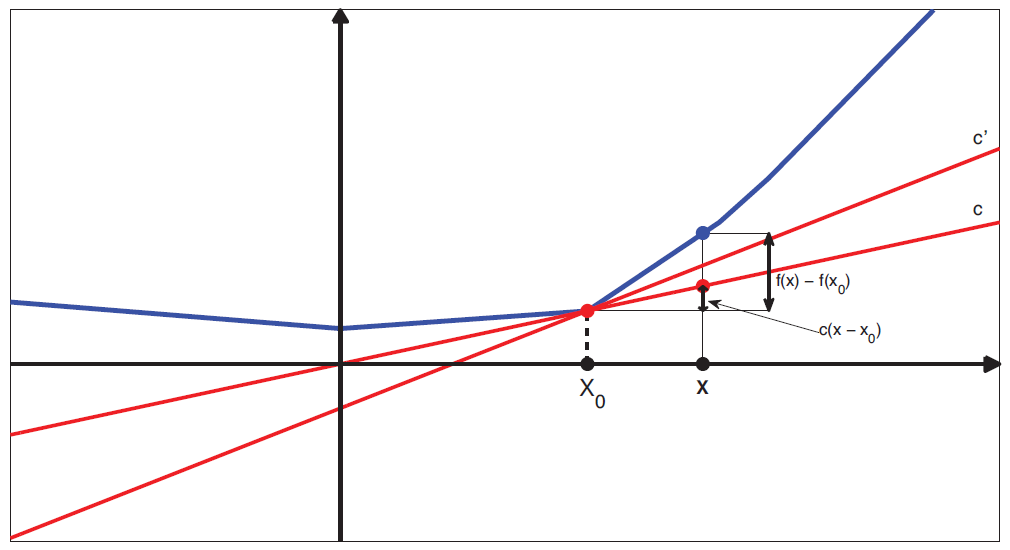 c'
c
f(x) – f(x0)
c(x – x0)
X0
x